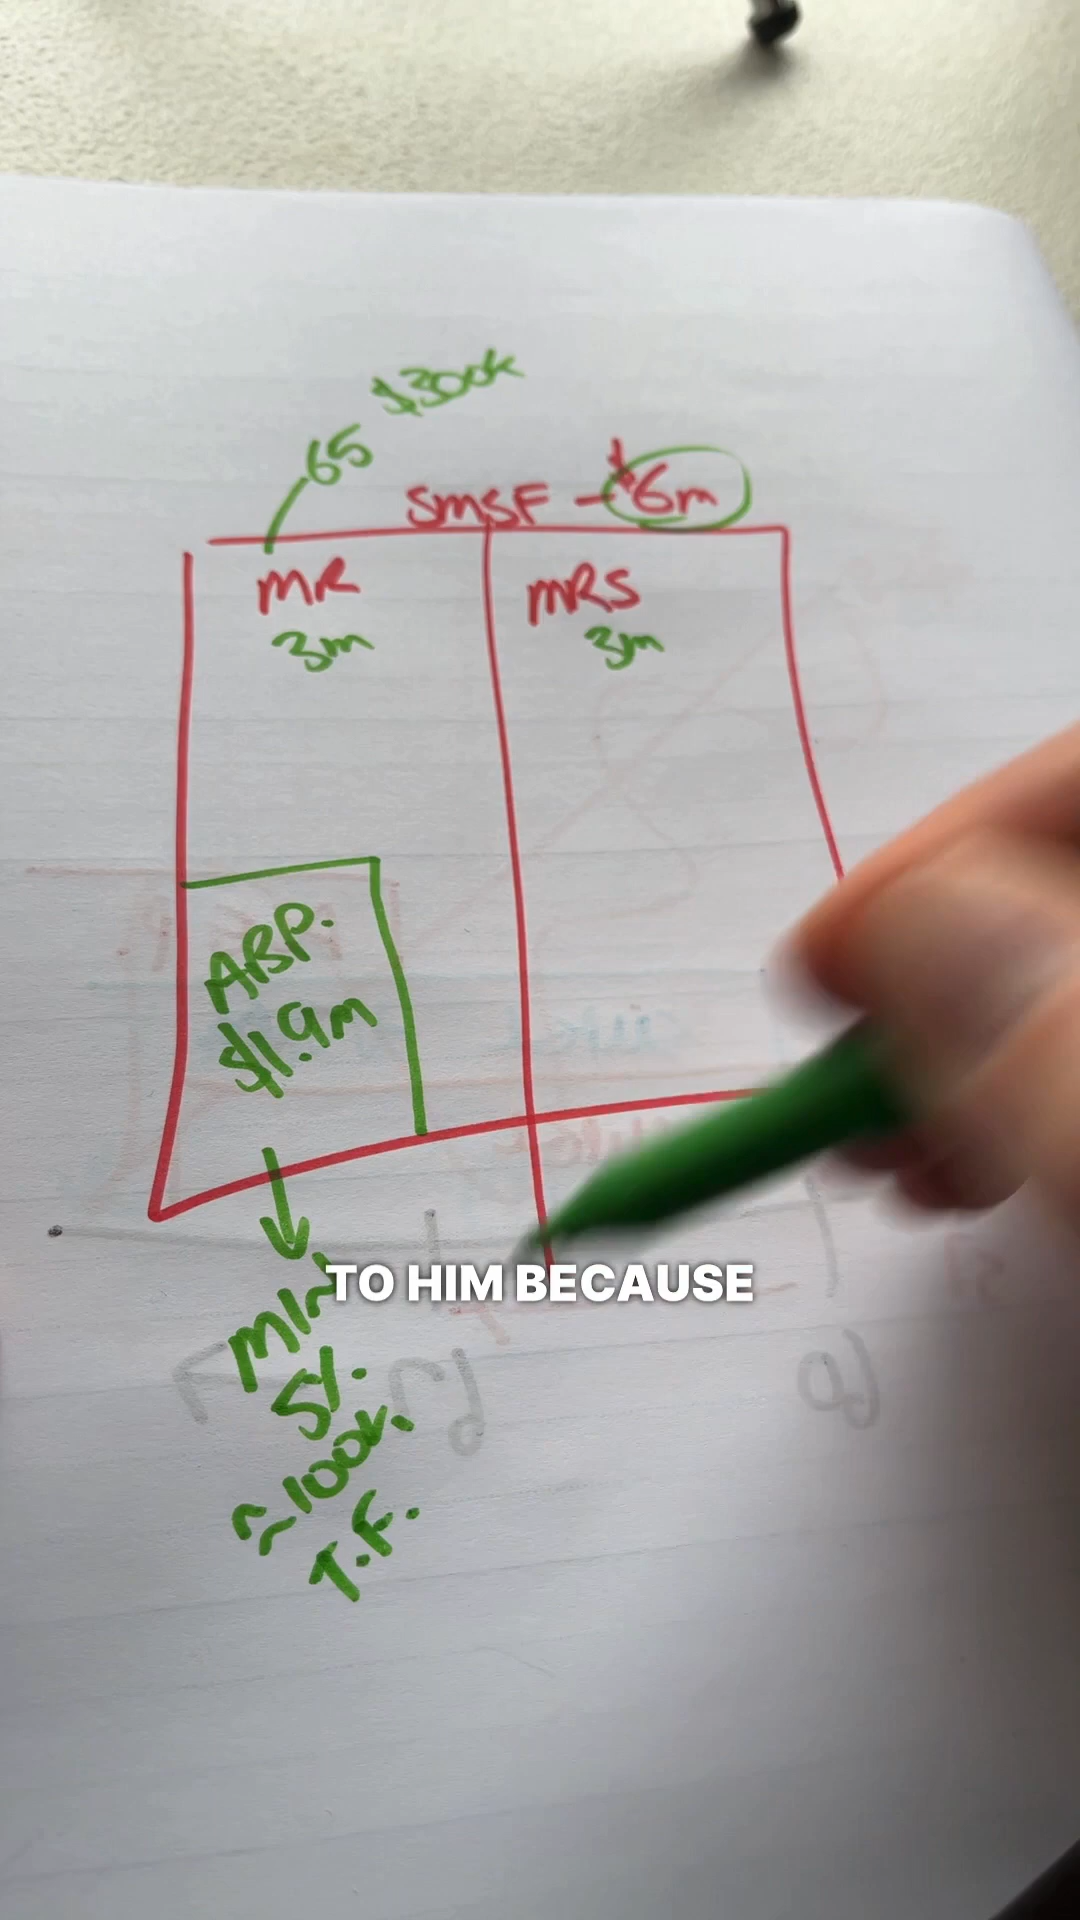 $300k
65
SMSF - $6m
MR
MRS
3m
3m
ABP.
$1.9m
TO HIM BECAUSE
MIN
5%.
≈100k.
T.F.